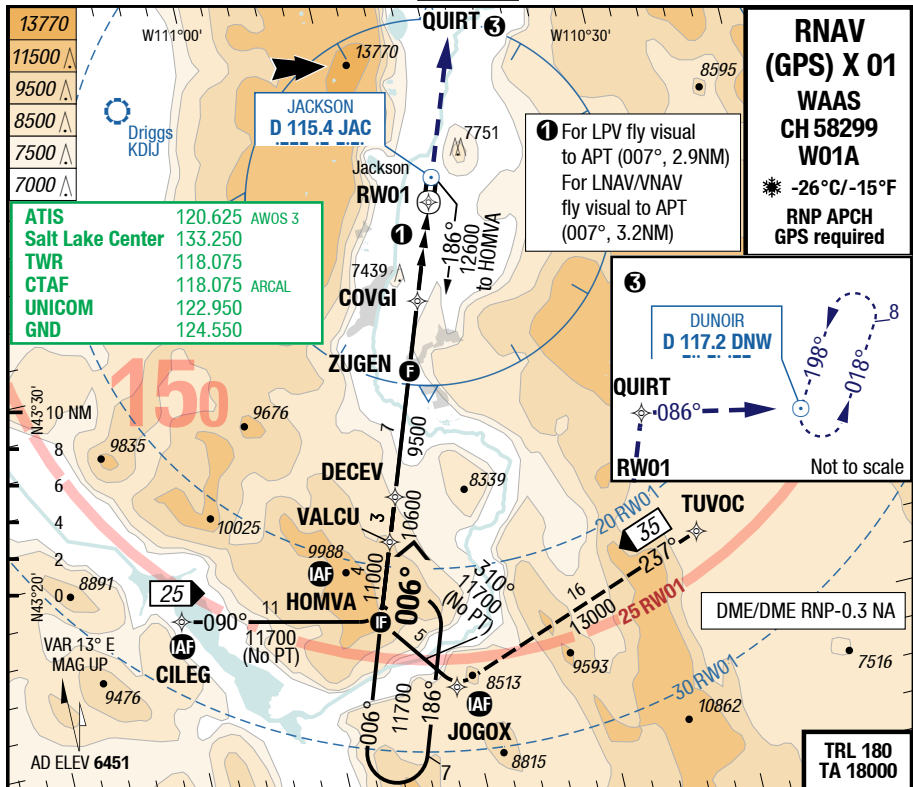 13770
11500
9500
8500
7500
7000
W111°00'
QUIRT 3
13770
W110°30'
8595
RNAV
(GPS) X 01
WAAS
CH 58299
W01A
-26°C/-15°F
RNP APCH
GPS required
Driggs
KDIJ
JACKSON
D 115.4 JAC
7751
1 For LPV fly visual
to APT (007°, 2.9NM)
For LNAV/VNAV
fly visual to APT
(007°, 3.2NM)
Jackson
RW01
ATIS 120.625 AWOS 3
Salt Lake Center 133.250
TWR 118.075
CTAF 118.075 ARCAL
UNICOM 122.950
GND 124.550
1
186°
12600
to HOMVA
7439
COVGI
3
DUNOIR
D 117.2 DNW
QUIRT
086°
198°
018°
8
RW01
Not to scale
ZUGEN F
150
N43°30'
10 NM
8
6
4
2
0
9676
9835
7
9500
DECEV
8339
10025
VALCU
3
10600
20 RW01
TUVOC
35
237°
9988
IAF
4
11000
HOMVA
IF
006°
310°
11700
(No PT)
5
16
13000
25 RW01
DME/DME RNP-0.3 NA
N43°20'
8891
25
090°
11
11700
(No PT)
IAF
CILEG
VAR 13° E
MAG UP
9476
006°
11700
186°
7
8513
IAF
JOGOX
9593
30 RW01
7516
10862
8815
AD ELEV 6451
TRL 180
TA 18000